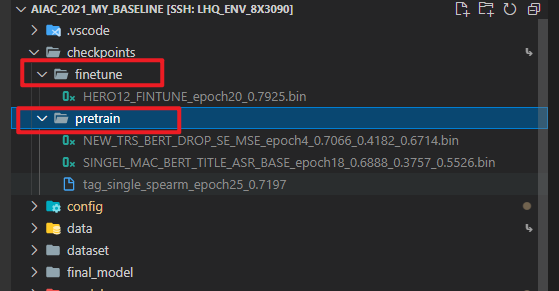 AIAC_2021_MY_BASELINE [SSH: LHQ_ENV_8X3090]
.vscode
checkpoints
finetune
HERO12_FINTUNE_epoch20_0.7925.bin
pretrain
NEW_TRS_BERT_DROP_SE_MSE_epoch4_0.7066_0.4182_0.6714.bin
SINGEL_MAC_BERT_TITLE_ASR_BASE_epoch18_0.6888_0.3757_0.5526.bin
tag_single_spearm_epoch25_0.7197
config
data
dataset
final_model